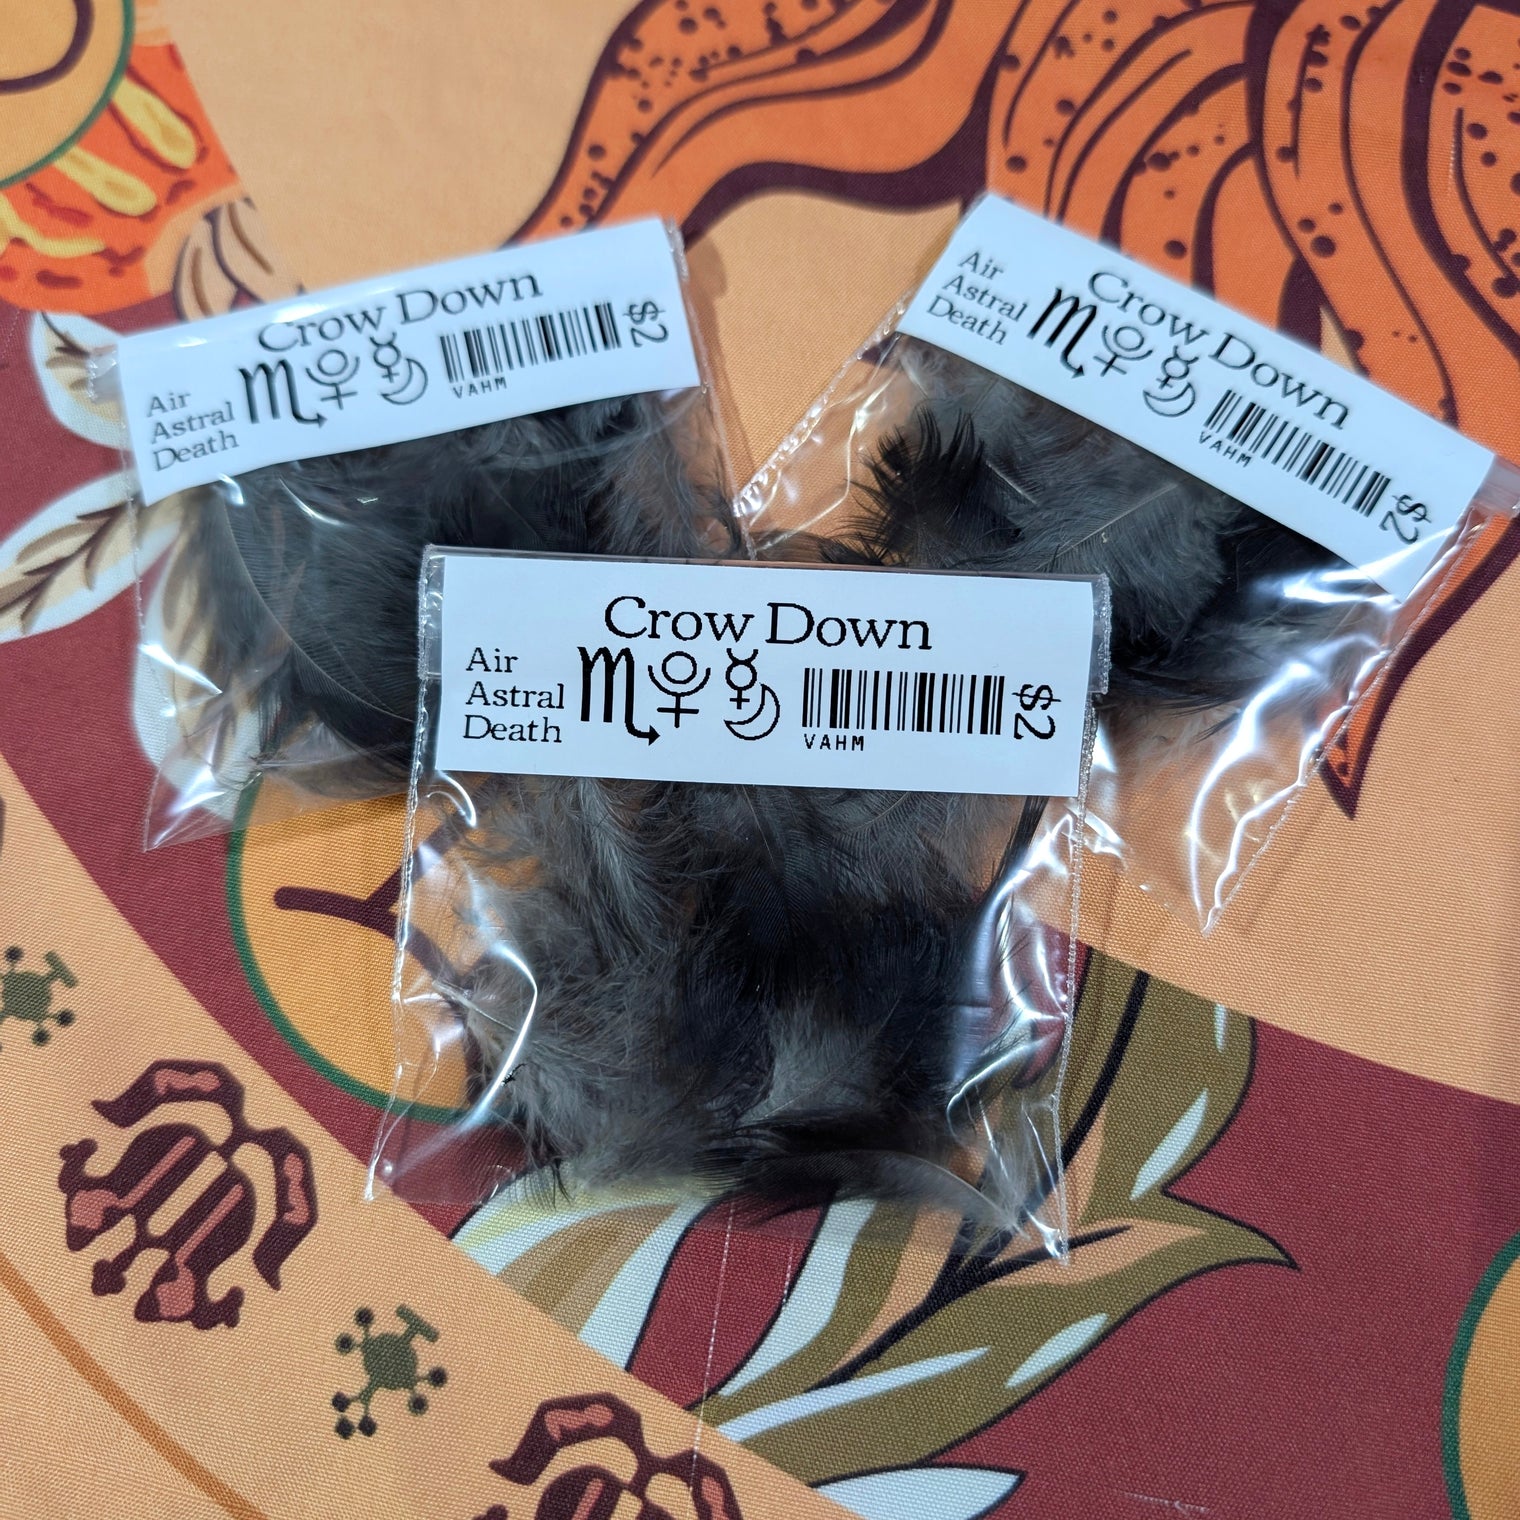 Crow Down
Air
Astral
Death
♏ ♇ ☿ ☾
VAHM
$2
Crow Down
Air
Astral
Death
♏ ♇ ☿ ☾
VAHM
$2
Crow Down
Air
Astral
Death
♏ ♇ ☿ ☾
VAHM
$2